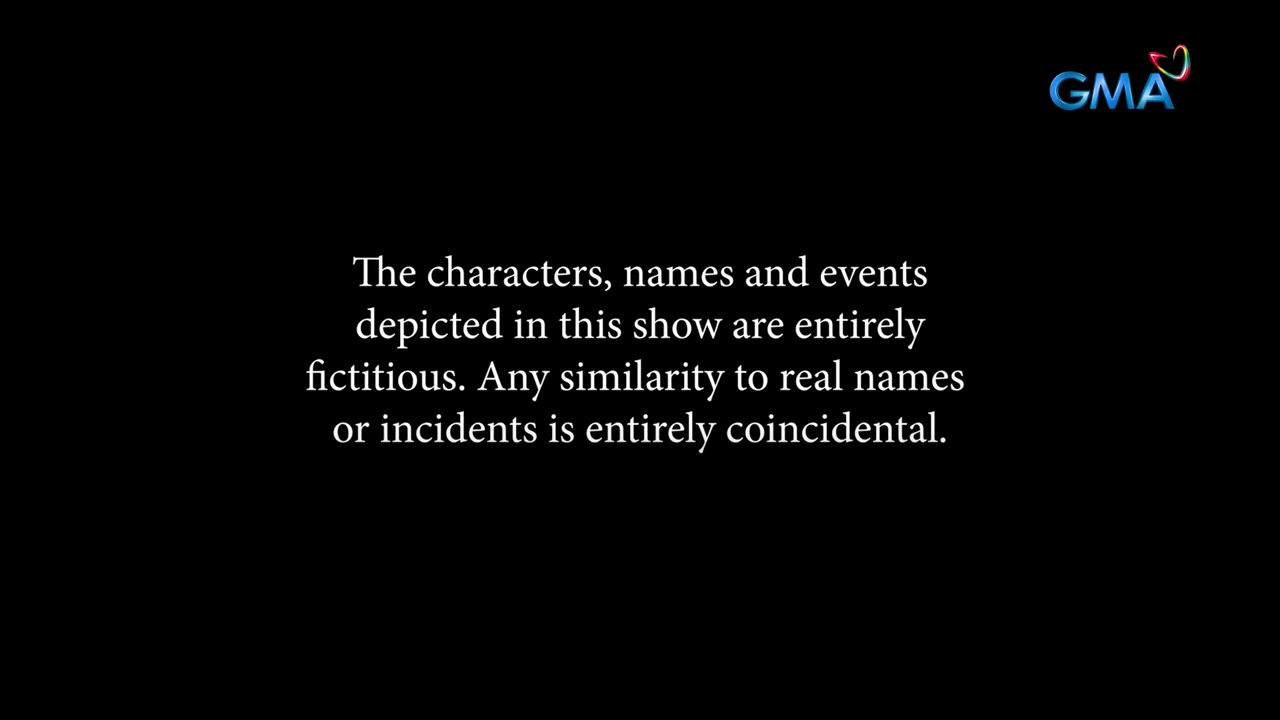 GMA
The characters, names and events
depicted in this show are entirely
fictitious. Any similarity to real names
or incidents is entirely coincidental.